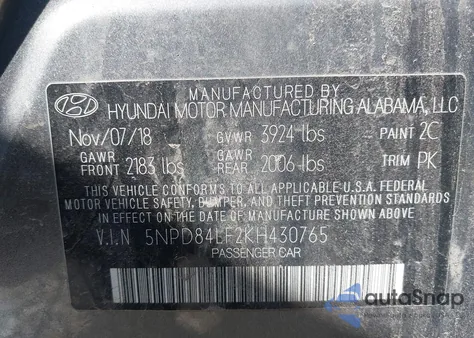 MANUFACTURED BY
HYUNDAI MOTOR MANUFACTURING ALABAMA, LLC
Nov/07/18 GVWR 3924 lbs PAINT 2C
GAWR FRONT 2183 lbs GAWR REAR 2006 lbs TRIM PK
THIS VEHICLE CONFORMS TO ALL APPLICABLE U.S.A. FEDERAL
MOTOR VEHICLE SAFETY, BUMPER, AND THEFT PREVENTION STANDARDS
IN EFFECT ON THE DATE OF MANUFACTURE SHOWN ABOVE.
V.I.N 5NPD84LF2KH430765
PASSENGER CAR
autoSnap